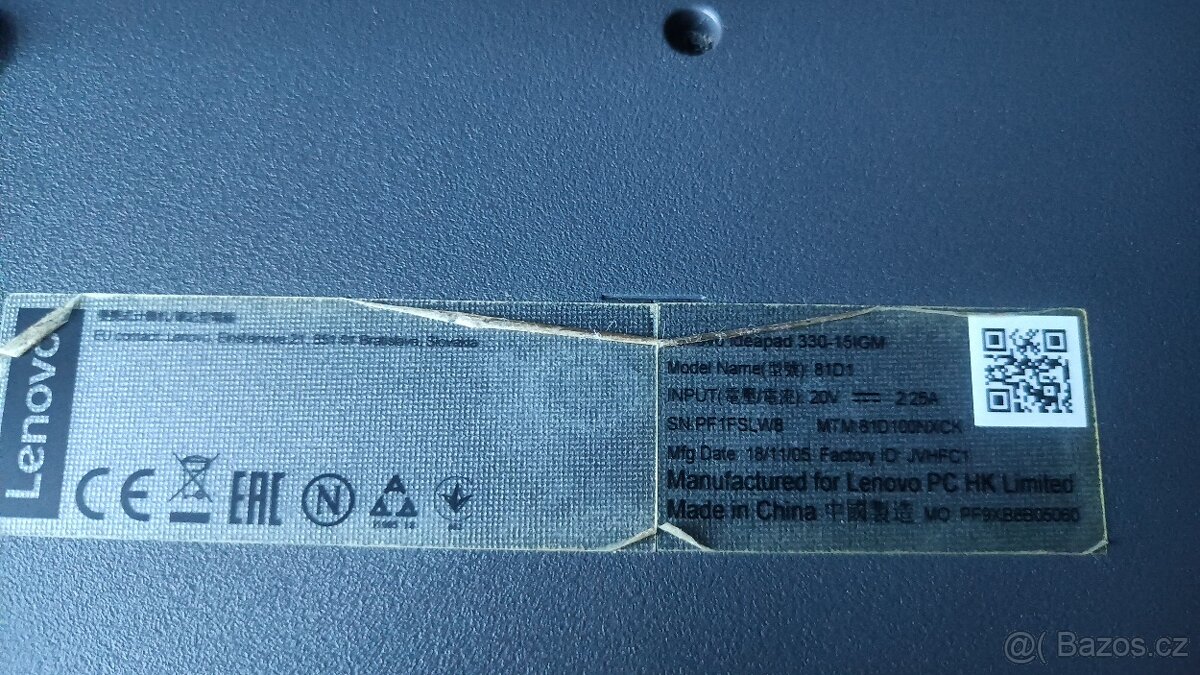 Lenovo
EU contact: Lenovo, Einsteinova 21, 851 01 Bratislava, Slovakia
ideapad 330-15IGM
Model Name(型號): 81D1
INPUT(電壓/電流): 20V ⎓ 2.25A
SN:PF1FSLW8 MTM:81D100NXCK
Mfg Date: 18/11/05 Factory ID: JVHFC1
Manufactured for Lenovo PC HK Limited
Made in China 中國製造 MO: PF9XB8B05060
CE EAC N
@( Bazos.cz